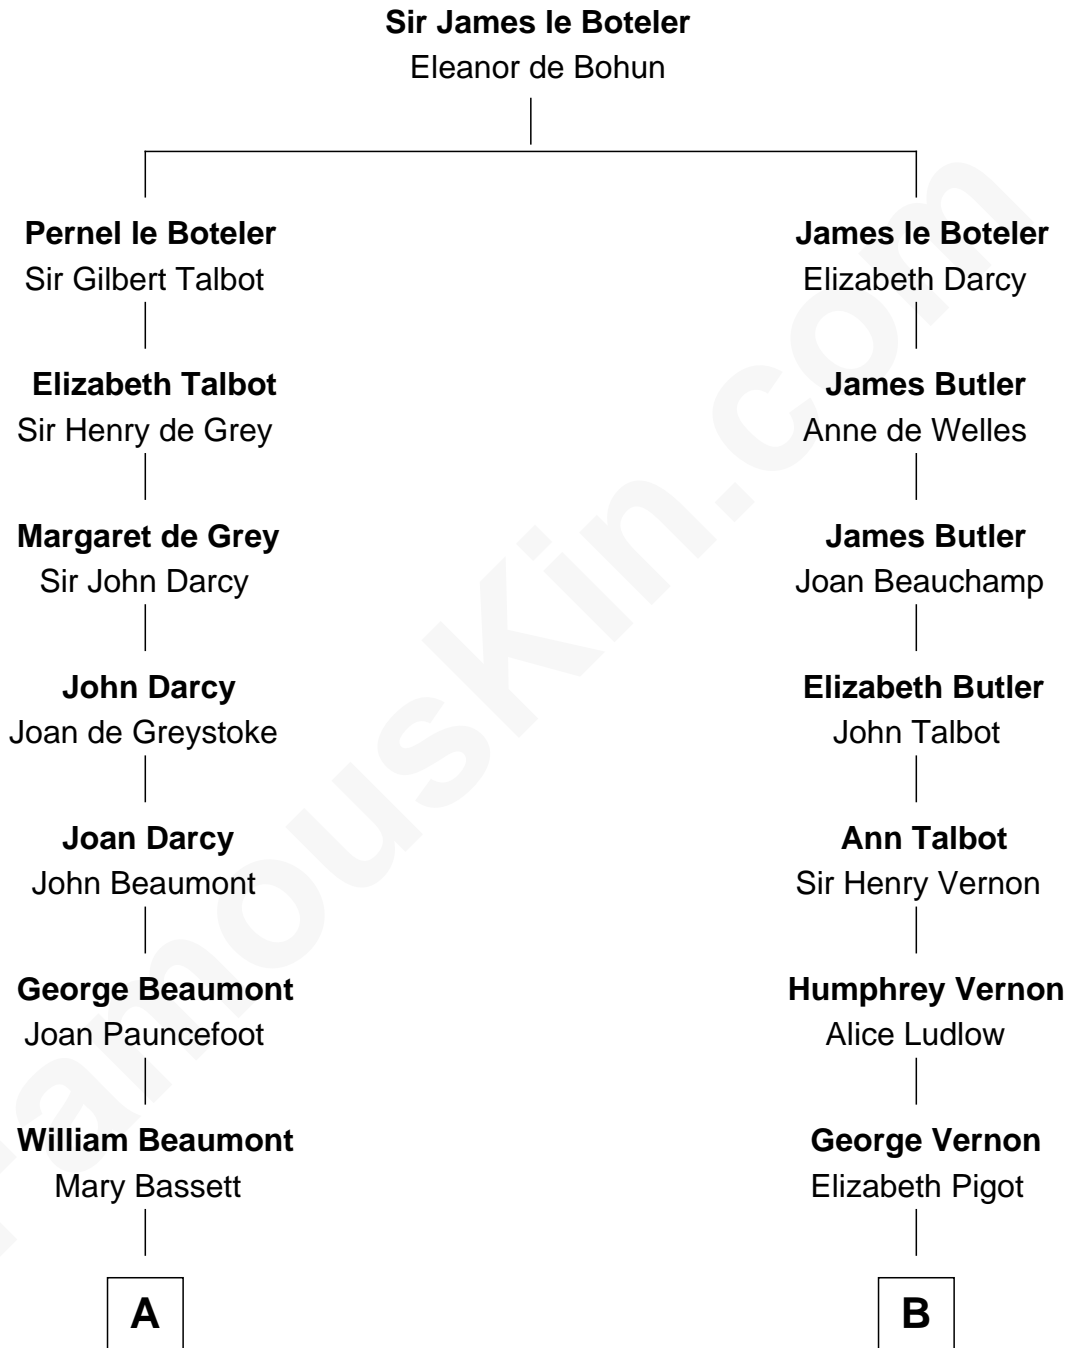 Sir James le Boteler
Eleanor de Bohun
Pernel le Boteler
Sir Gilbert Talbot
James le Boteler
Elizabeth Darcy
Elizabeth Talbot
Sir Henry de Grey
James Butler
Anne de Welles
Margaret de Grey
Sir John Darcy
James Butler
Joan Beauchamp
John Darcy
Joan de Greystoke
Elizabeth Butler
John Talbot
Joan Darcy
John Beaumont
Ann Talbot
Sir Henry Vernon
George Beaumont
Joan Pauncefoot
Humphrey Vernon
Alice Ludlow
William Beaumont
Mary Bassett
George Vernon
Elizabeth Pigot
A
B
FamousKin.com